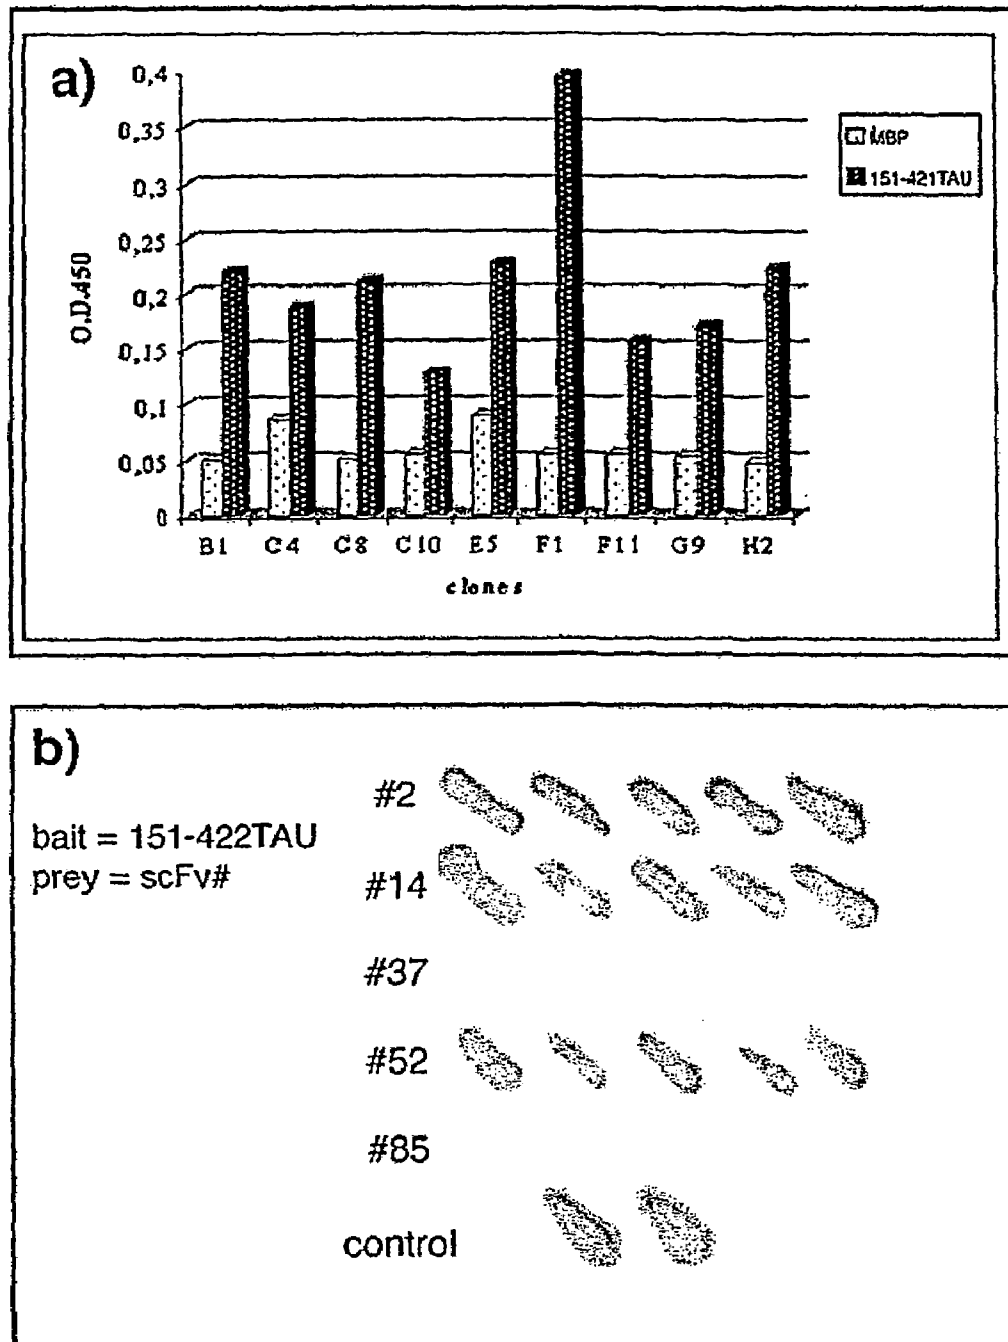 a)
0,4
0,35
0,3
0,25
0,2
0,15
0,1
0,05
0
O.D.450
B1 C4 C8 C10 E5 F1 F11 G9 H2
clones
MBP
151-421TAU
b)
bait = 151-422TAU
prey = scFv#
#2
#14
#37
#52
#85
control